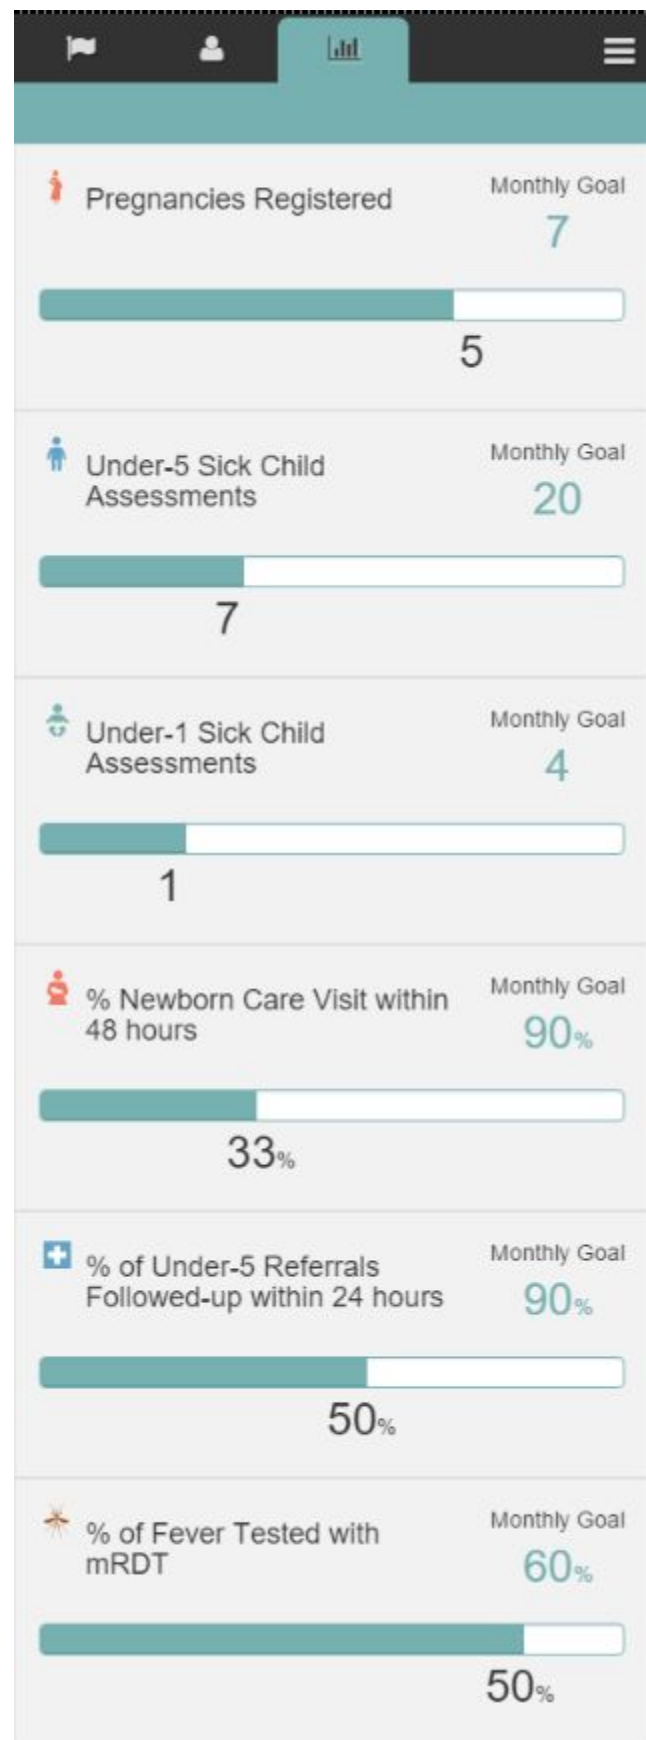 Pregnancies Registered
Monthly Goal
7
5
Under-5 Sick Child
Assessments
Monthly Goal
20
7
Under-1 Sick Child
Assessments
Monthly Goal
4
1
% Newborn Care Visit within
48 hours
Monthly Goal
90%
33%
% of Under-5 Referrals
Followed-up within 24 hours
Monthly Goal
90%
50%
% of Fever Tested with
mRDT
Monthly Goal
60%
50%